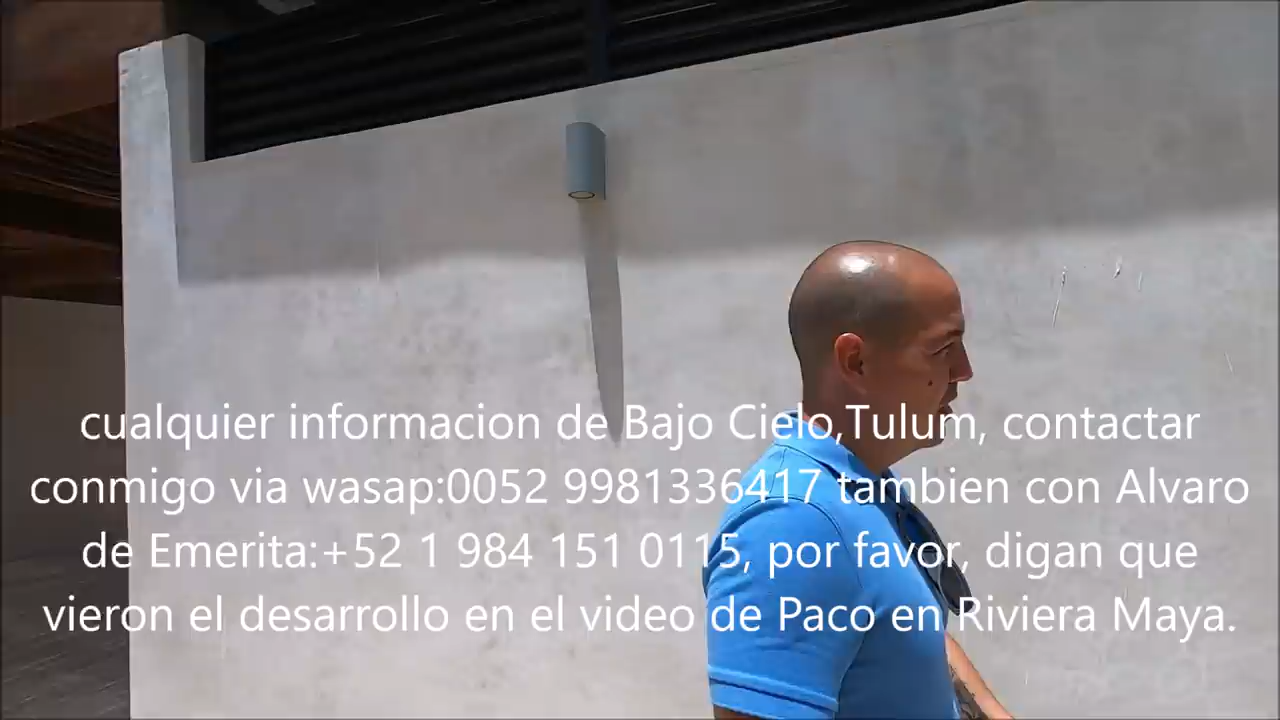 cualquier informacion de Bajo Cielo,Tulum, contactar
conmigo via wasap:0052 9981336417 tambien con Alvaro
de Emerita:+52 1 984 151 0115, por favor, digan que
vieron el desarrollo en el video de Paco en Riviera Maya.